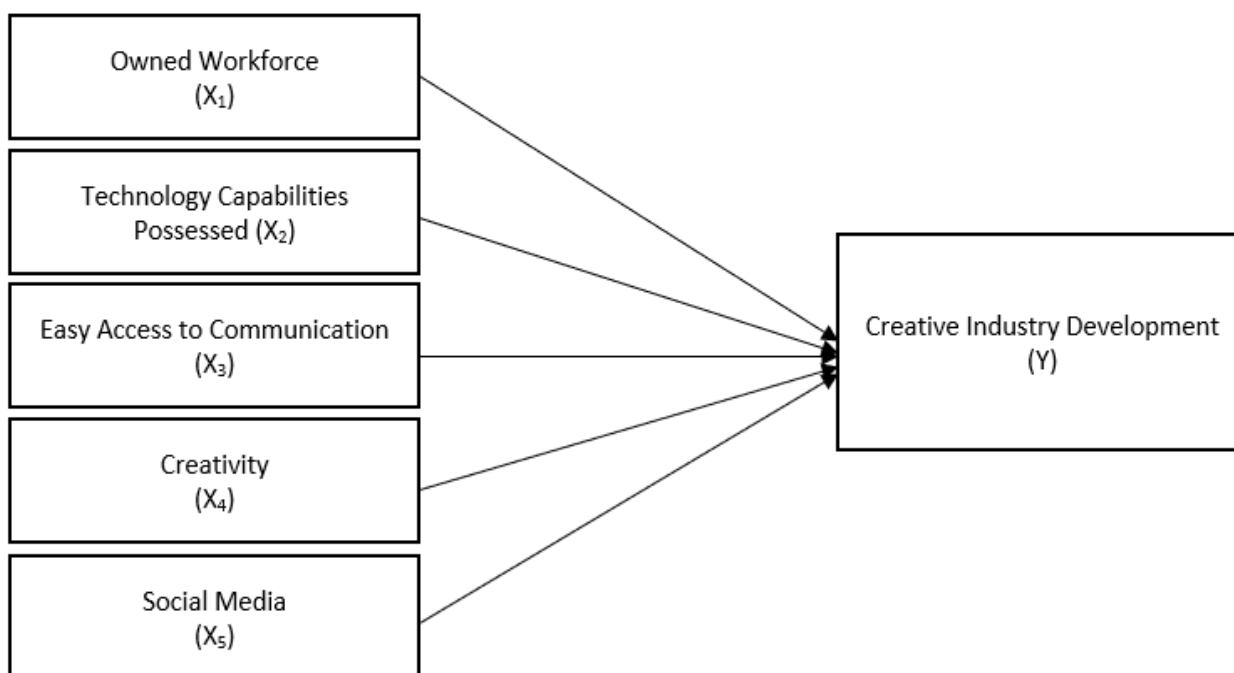 Owned Workforce
(X₁)
Technology Capabilities
Possessed (X₂)
Easy Access to Communication
(X₃)
Creativity
(X₄)
Social Media
(X₅)
Creative Industry Development
(Y)